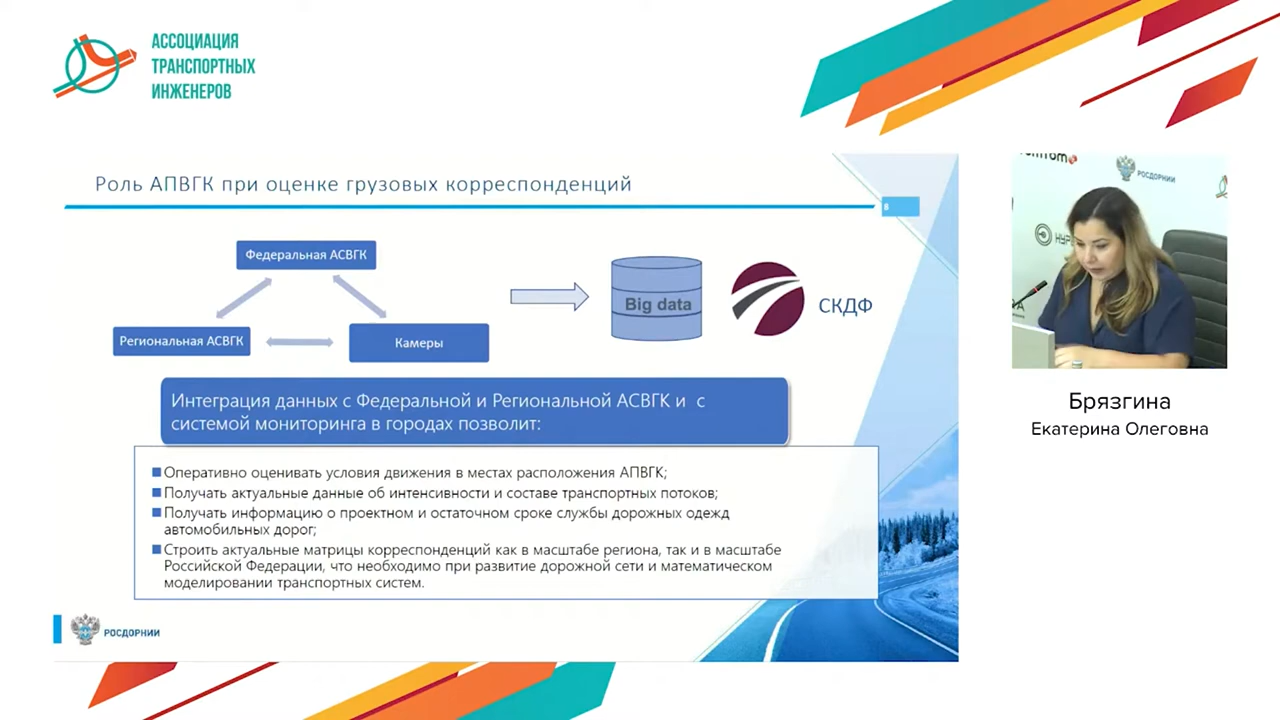 АССОЦИАЦИЯ
ТРАНСПОРТНЫХ
ИНЖЕНЕРОВ
Роль АПВГК при оценке грузовых корреспонденций
8
Федеральная АСВГК
Региональная АСВГК
Камеры
Big data
СКДФ
Интеграция данных с Федеральной и Региональной АСВГК и с
системой мониторинга в городах позволит:
Оперативно оценивать условия движения в местах расположения АПВГК;
Получать актуальные данные об интенсивности и составе транспортных потоков;
Получать информацию о проектном и остаточном сроке службы дорожных одежд
автомобильных дорог;
Строить актуальные матрицы корреспонденций как в масштабе региона, так и в масштабе
Российской Федерации, что необходимо при развитие дорожной сети и математическом
моделировании транспортных систем.
РОСДОРНИИ
РОСДОРНИИ
Брязгина
Екатерина Олеговна